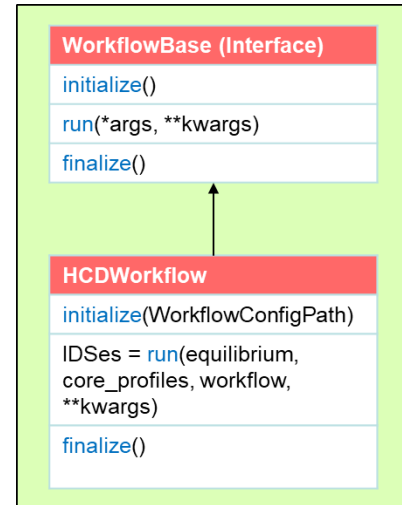 WorkflowBase (Interface)
initialize()
run(*args, **kwargs)
finalize()
HCDWorkflow
initialize(WorkflowConfigPath)
IDSes = run(equilibrium,
core_profiles, workflow,
**kwargs)
finalize()